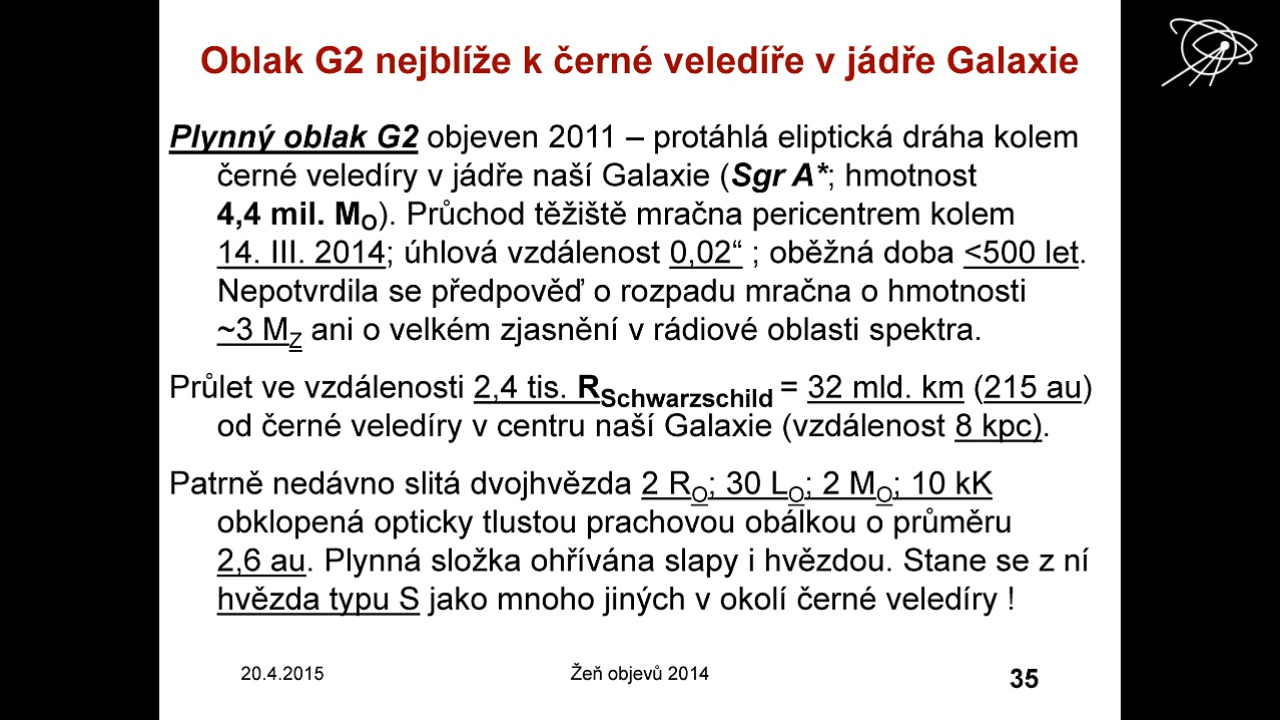 Oblak G2 nejblíže k černé veledíře v jádře Galaxie
Plynný oblak G2 objeven 2011 – protáhlá eliptická dráha kolem
černé veledíry v jádře naší Galaxie (Sgr A*; hmotnost
4,4 mil. MO). Průchod těžiště mračna pericentrem kolem
14. III. 2014; úhlová vzdálenost 0,02“ ; oběžná doba <500 let.
Nepotvrdila se předpověď o rozpadu mračna o hmotnosti
~3 MZ ani o velkém zjasnění v rádiové oblasti spektra.
Průlet ve vzdálenosti 2,4 tis. RSchwarzschild = 32 mld. km (215 au)
od černé veledíry v centru naší Galaxie (vzdálenost 8 kpc).
Patrně nedávno slitá dvojhvězda 2 RO; 30 LO; 2 MO; 10 kK
obklopená opticky tlustou prachovou obálkou o průměru
2,6 au. Plynná složka ohřívána slapy i hvězdou. Stane se z ní
hvězda typu S jako mnoho jiných v okolí černé veledíry !
20.4.2015
Žeň objevů 2014
35